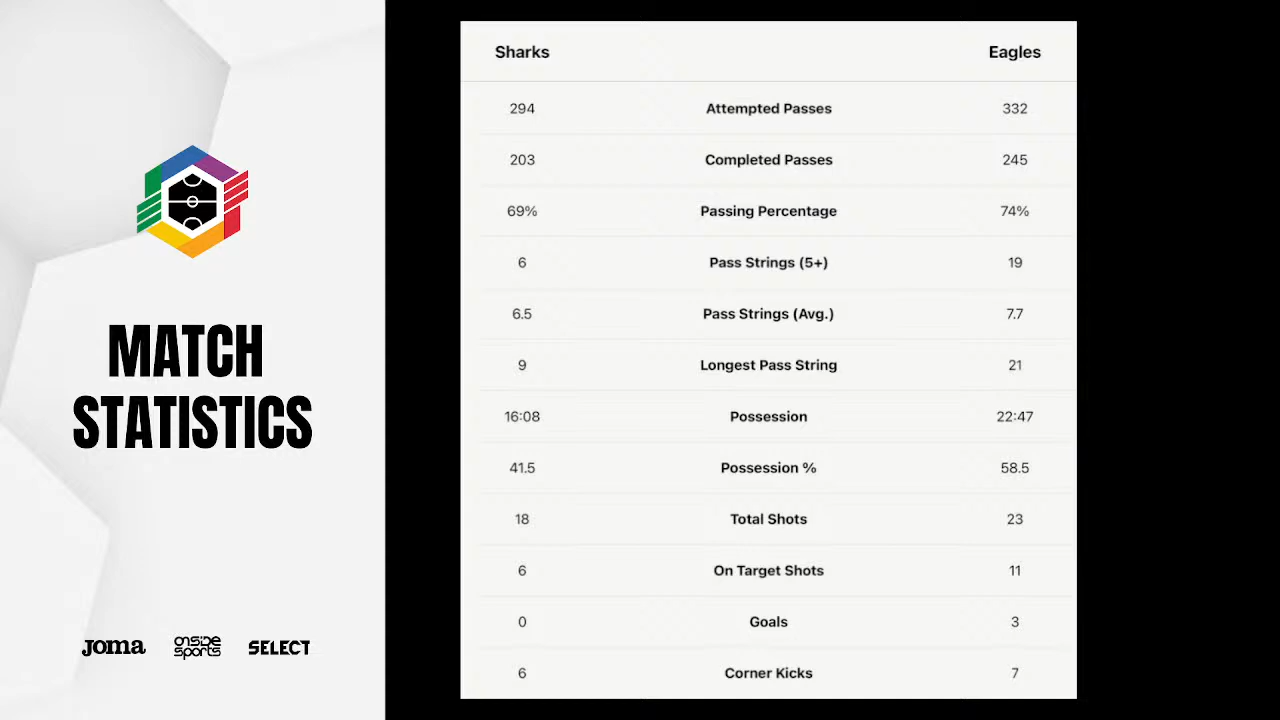 Sharks Eagles
294 Attempted Passes 332
203 Completed Passes 245
69% Passing Percentage 74%
6 Pass Strings (5+) 19
6.5 Pass Strings (Avg.) 7.7
9 Longest Pass String 21
16:08 Possession 22:47
41.5 Possession % 58.5
18 Total Shots 23
6 On Target Shots 11
0 Goals 3
6 Corner Kicks 7
MATCH
STATISTICS
Joma onside sports SELECT